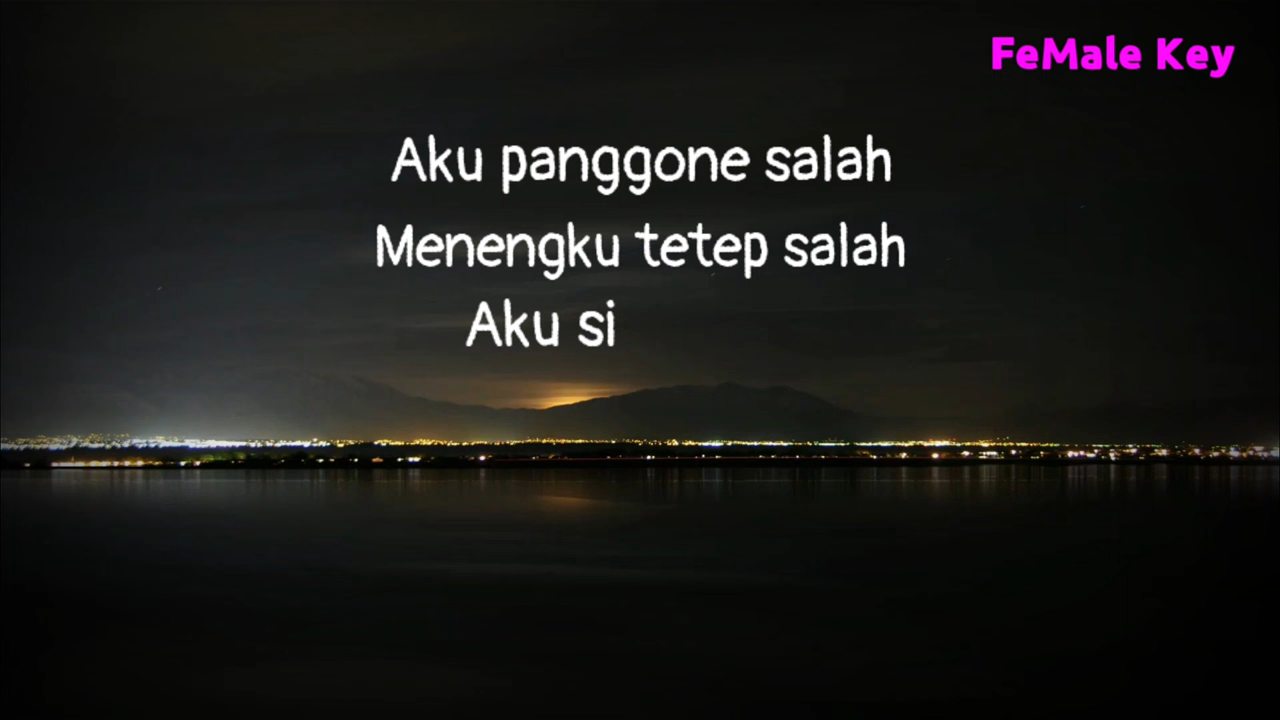 FeMale Key
Aku panggone salah
Menengku tetep salah
Aku si